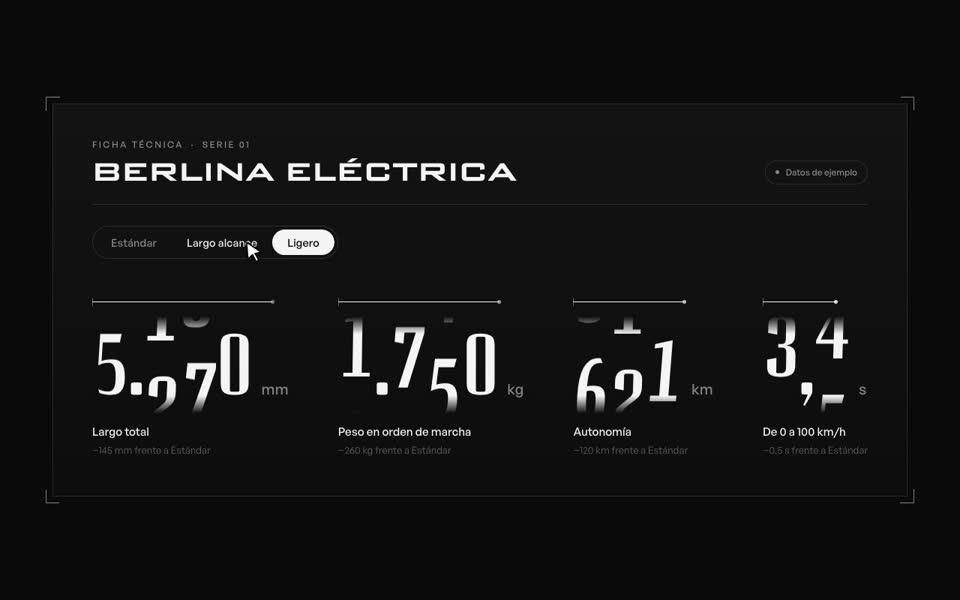 FICHA TÉCNICA · SERIE 01
BERLINA ELÉCTRICA
Datos de ejemplo
Estándar
Largo alcance
Ligero
mm
kg
km
s
Largo total
−145 mm frente a Estándar
Peso en orden de marcha
−260 kg frente a Estándar
Autonomía
−120 km frente a Estándar
De 0 a 100 km/h
−0,5 s frente a Estándar